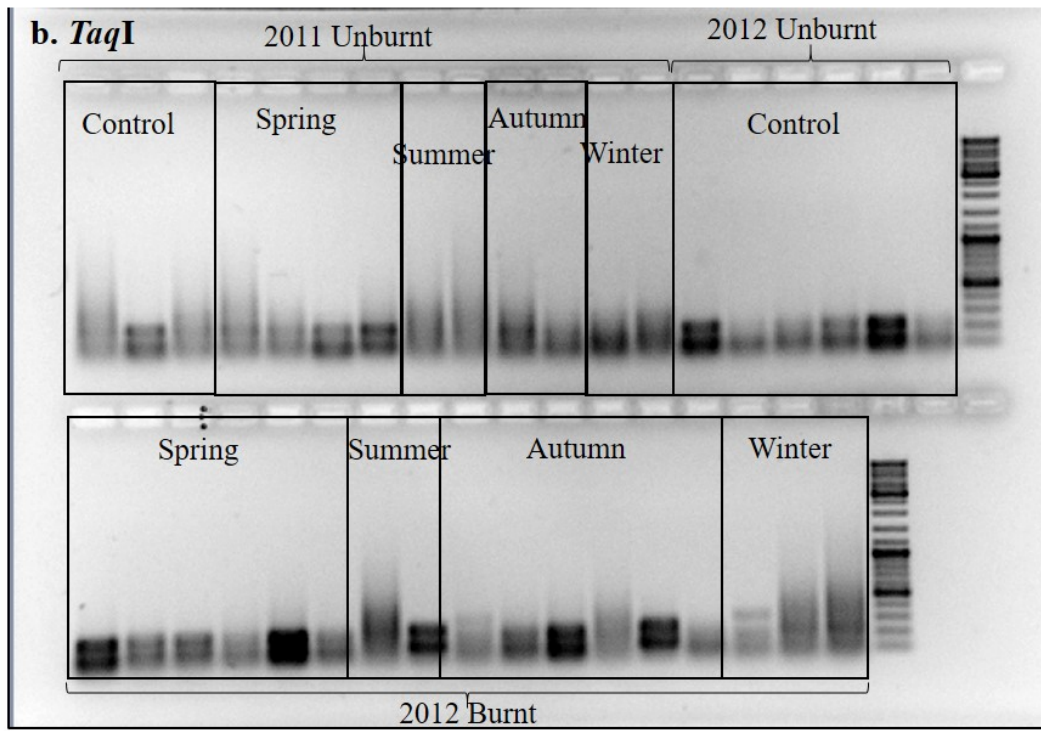 b. TaqI
2011 Unburnt
2012 Unburnt
Control
Spring
Summer
Autumn
Winter
Control
Spring
Summer
Autumn
Winter
2012 Burnt